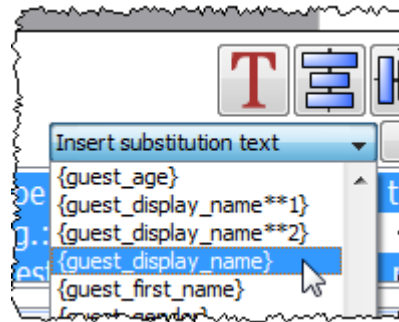 T
Insert substitution text
{guest_age}
{guest_display_name**1}
{guest_display_name**2}
{guest_display_name}
{guest_first_name}